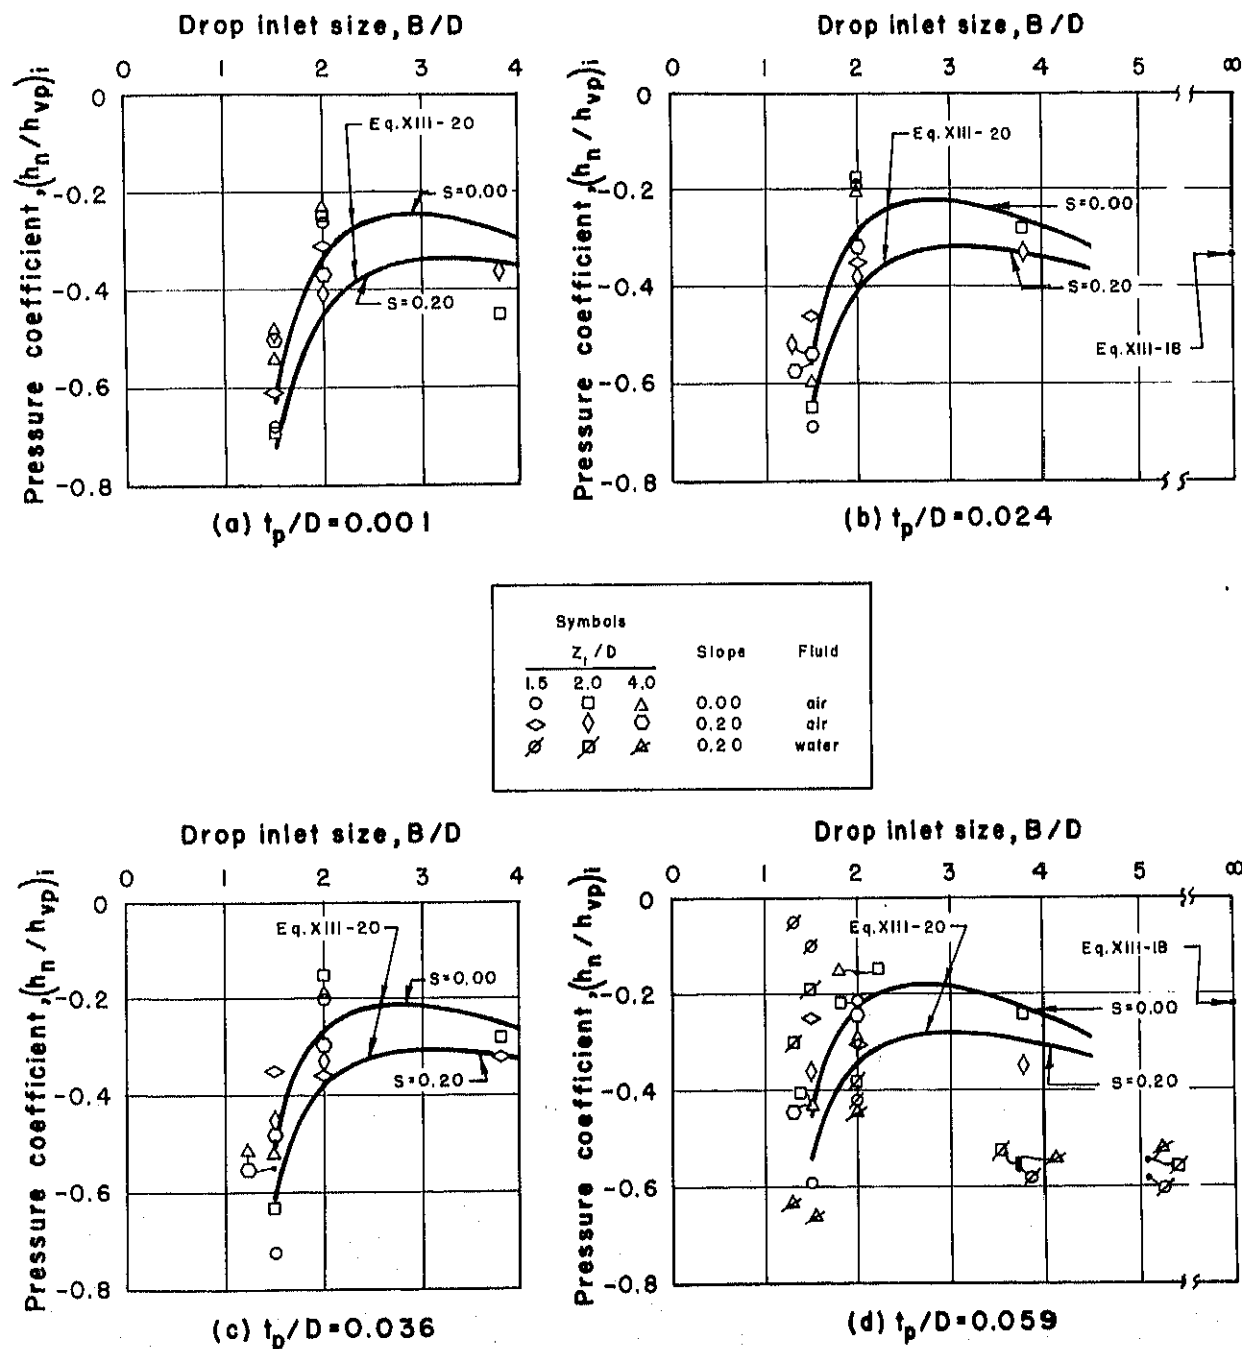 Drop inlet size, B/D
0 1 2 3 4
Pressure coefficient, (hn/hvp)i
0
-0.2
-0.4
-0.6
-0.8
Eq. XIII-20
S=0.00
S=0.20
(a) tp/D=0.001
Drop inlet size, B/D
0 1 2 3 4 5 ∞
Pressure coefficient, (hn/hvp)i
0
-0.2
-0.4
-0.6
-0.8
Eq. XIII-20
S=0.00
S=0.20
Eq. XIII-18
(b) tp/D=0.024
Symbols
Z1/D Slope Fluid
1.5 2.0 4.0
0.00 air
0.20 air
0.20 water
Drop inlet size, B/D
0 1 2 3 4
Pressure coefficient, (hn/hvp)i
0
-0.2
-0.4
-0.6
-0.8
Eq. XIII-20
S=0.00
S=0.20
(c) tp/D=0.036
Drop inlet size, B/D
0 1 2 3 4 5 ∞
Pressure coefficient, (hn/hvp)i
0
-0.2
-0.4
-0.6
-0.8
Eq. XIII-20
Eq. XIII-18
S=0.00
S=0.20
(d) tp/D=0.059